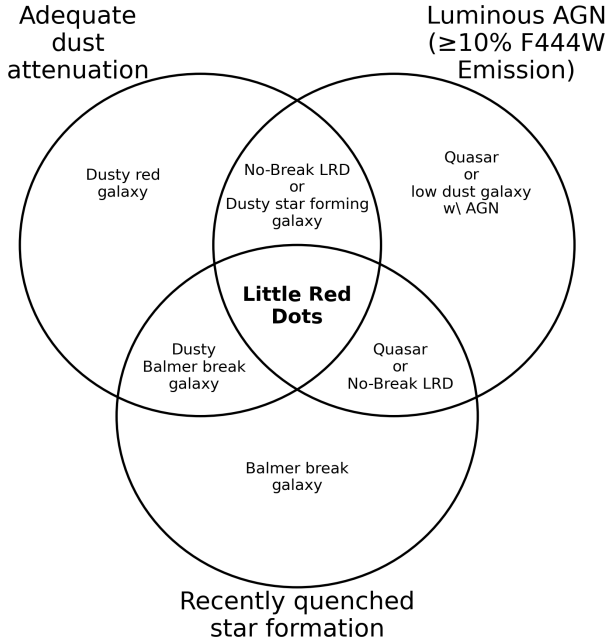 Adequate
dust
attenuation
Luminous AGN
(≥10% F444W
Emission)
Dusty red
galaxy
No-Break LRD
or
Dusty star forming
galaxy
Quasar
or
low dust galaxy
w\ AGN
Little Red
Dots
Dusty
Balmer break
galaxy
Quasar
or
No-Break LRD
Balmer break
galaxy
Recently quenched
star formation